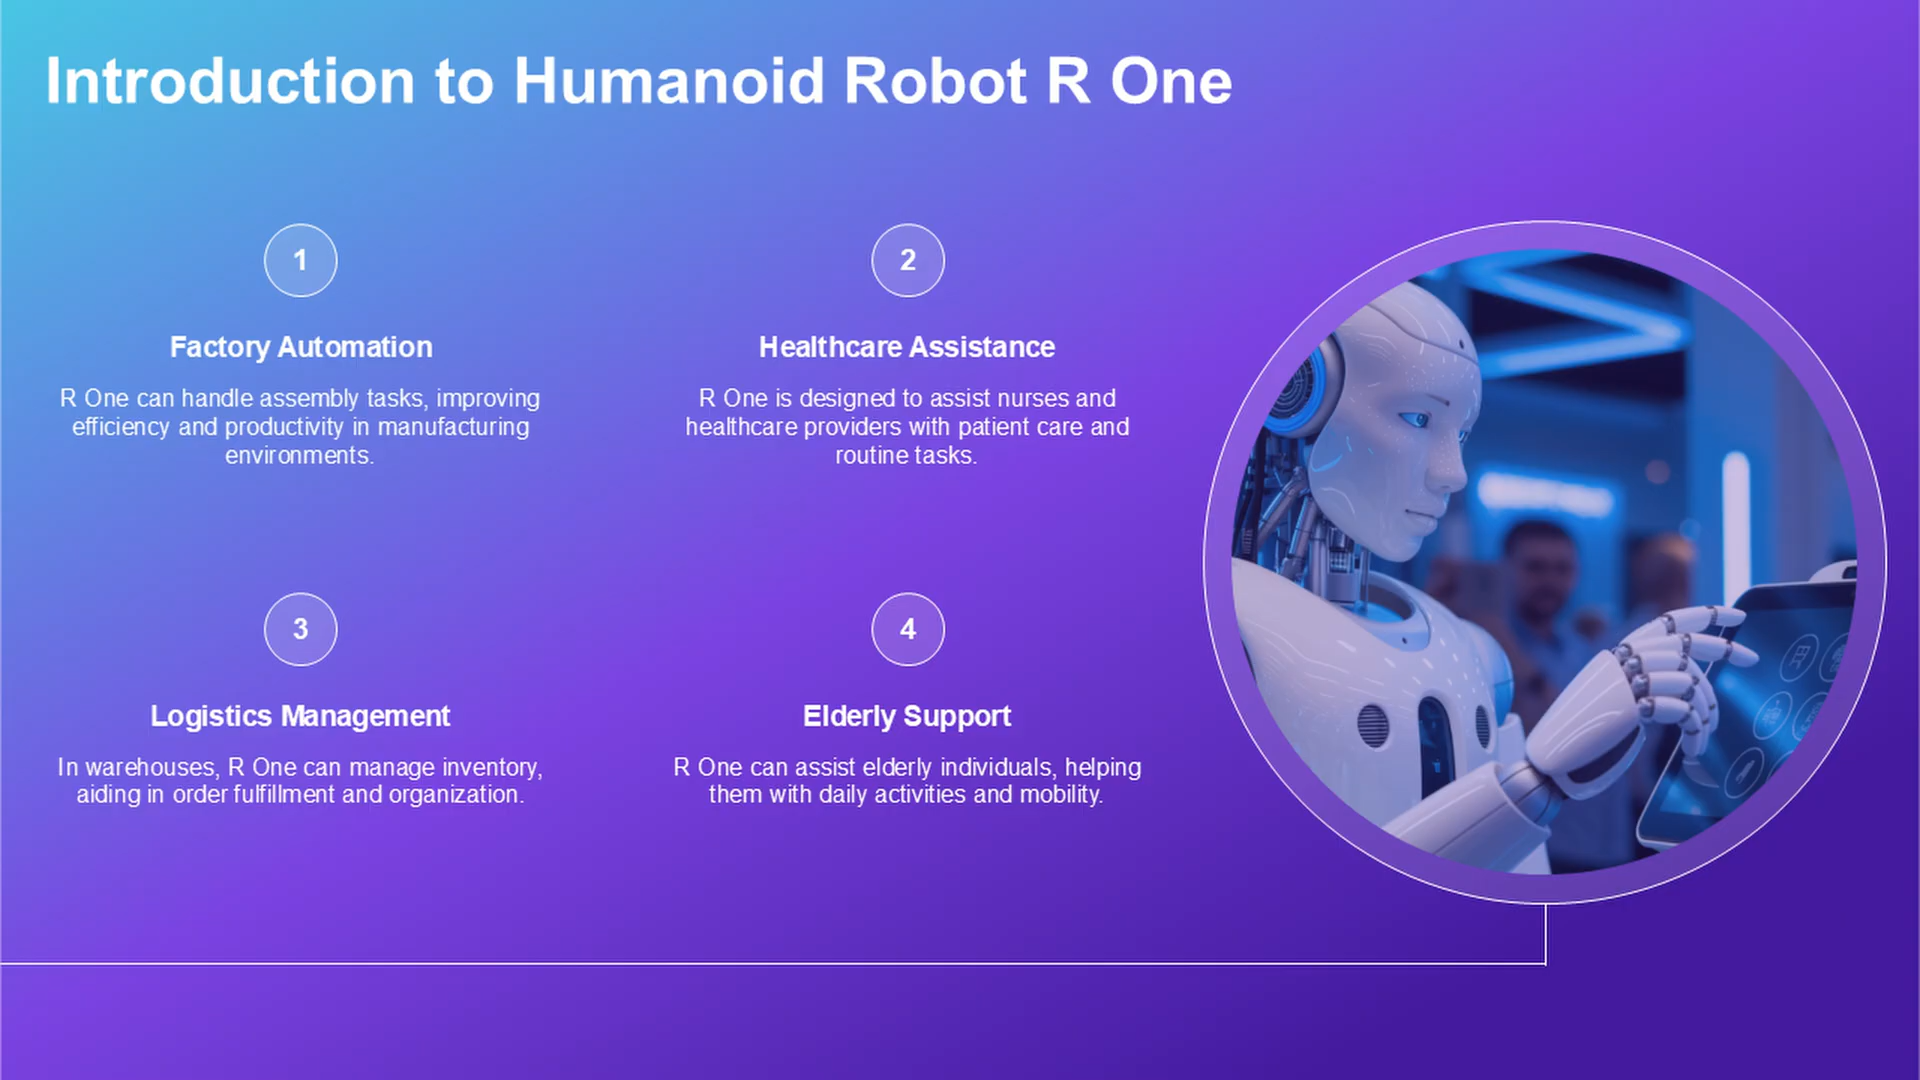 Introduction to Humanoid Robot R One
1
Factory Automation
R One can handle assembly tasks, improving
efficiency and productivity in manufacturing
environments.
2
Healthcare Assistance
R One is designed to assist nurses and
healthcare providers with patient care and
routine tasks.
3
Logistics Management
In warehouses, R One can manage inventory,
aiding in order fulfillment and organization.
4
Elderly Support
R One can assist elderly individuals, helping
them with daily activities and mobility.